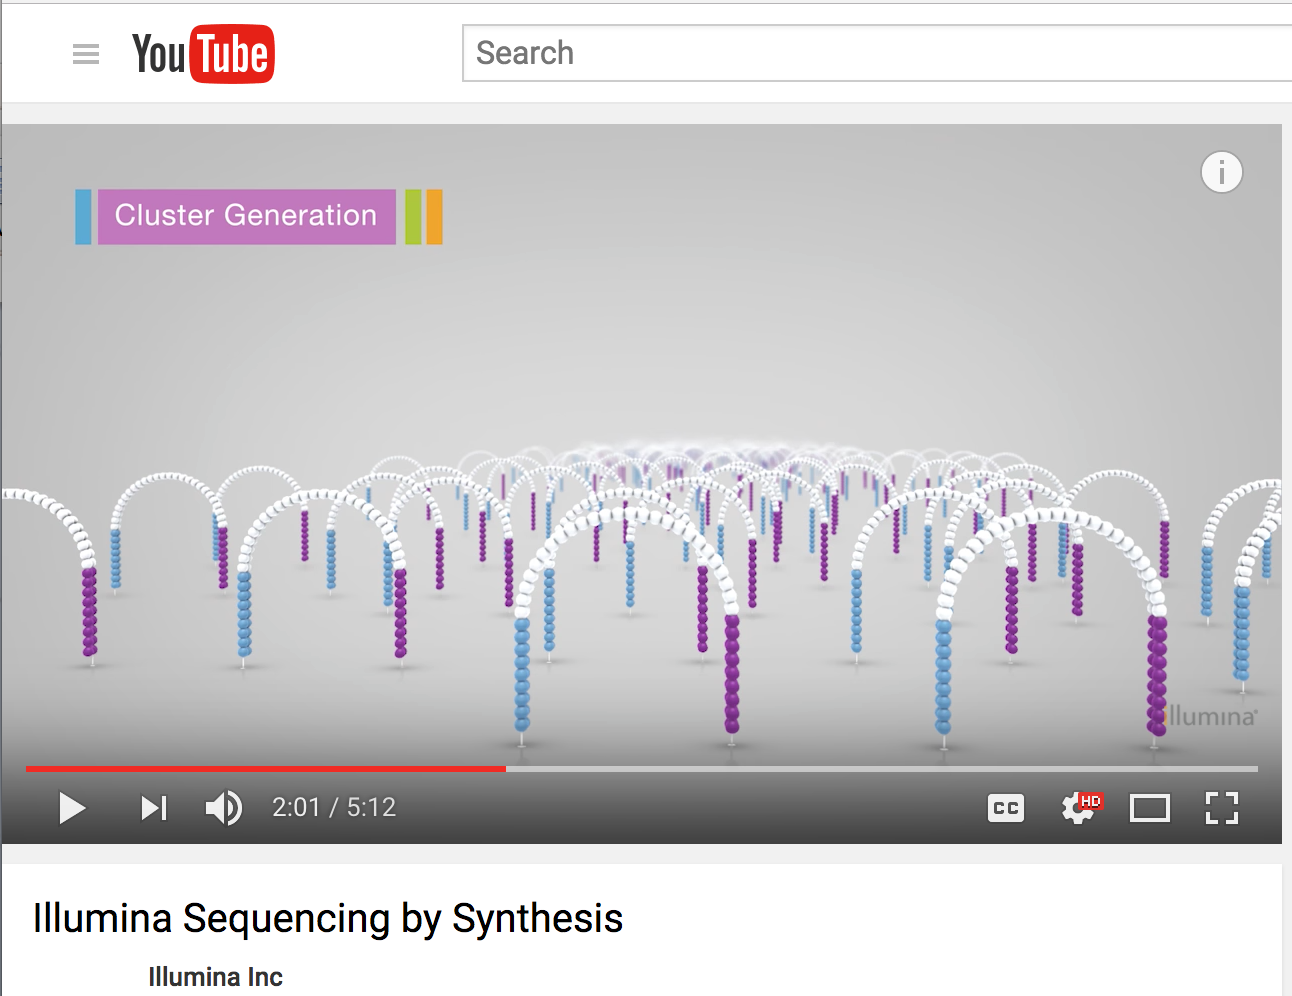 YouTube
Search
i
Cluster Generation
illumina
2:01 / 5:12
CC
HD
Illumina Sequencing by Synthesis
Illumina Inc